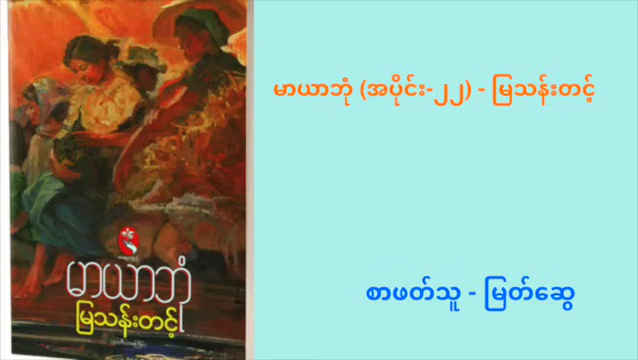 မာယာဘုံ (အပိုင်း-၂၂) - မြသန်းတင့်
စာဖတ်သူ - မြတ်ဆွေ
မာယာဘုံ
မြသန်းတင့်